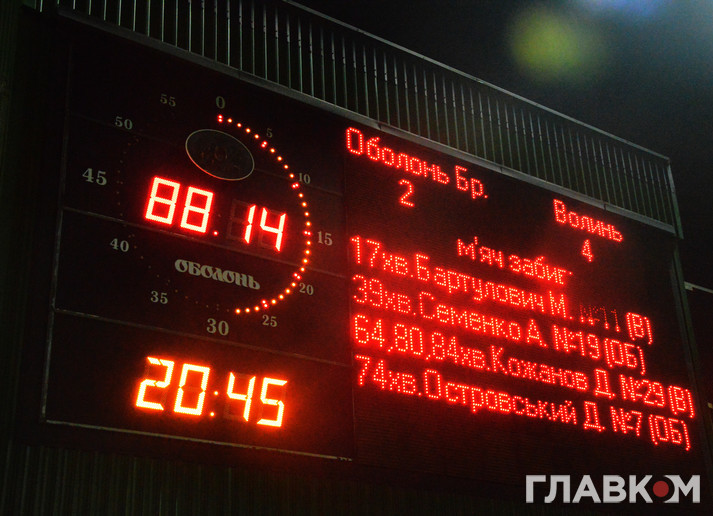 55 0 5
50 10
45 15
88.14
оболонь
40 20
35 25
30
20:45
Оболонь Бр. Волинь
2 4
м'яч забив
17хв.Бартулович М. №11(В)
39хв.Семенко А. №19(ОБ)
64,80,84хв.Кожанов Д. №29(В)
74хв.Островський Д. №7(ОБ)
ГЛАВКОМ